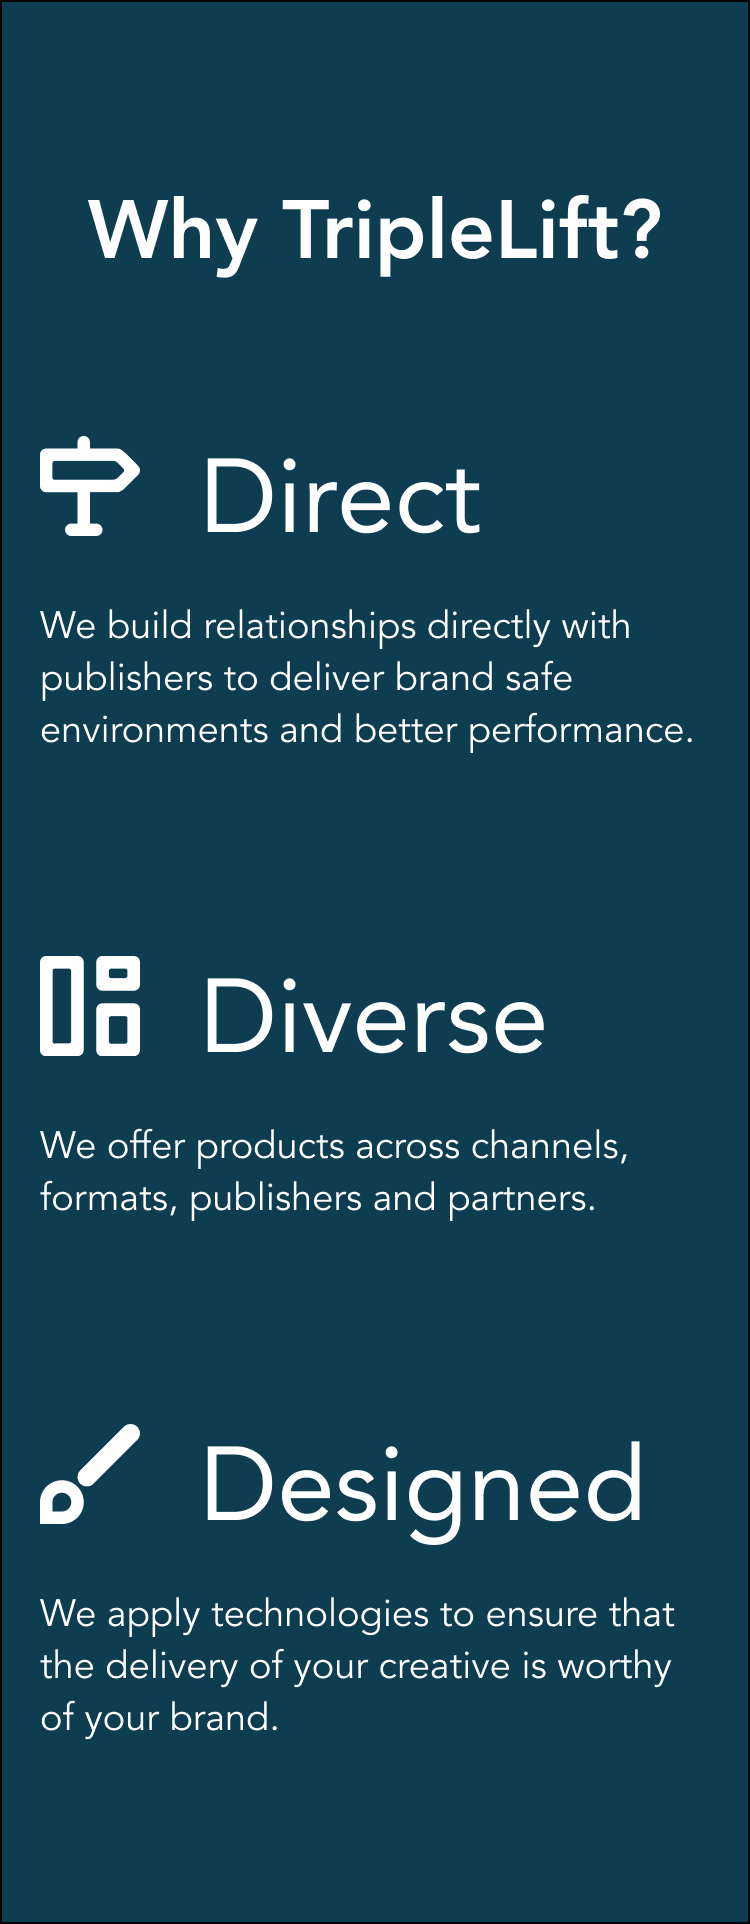 Why TripleLift?
Direct
We build relationships directly with
publishers to deliver brand safe
environments and better performance.
Diverse
We offer products across channels,
formats, publishers and partners.
Designed
We apply technologies to ensure that
the delivery of your creative is worthy
of your brand.